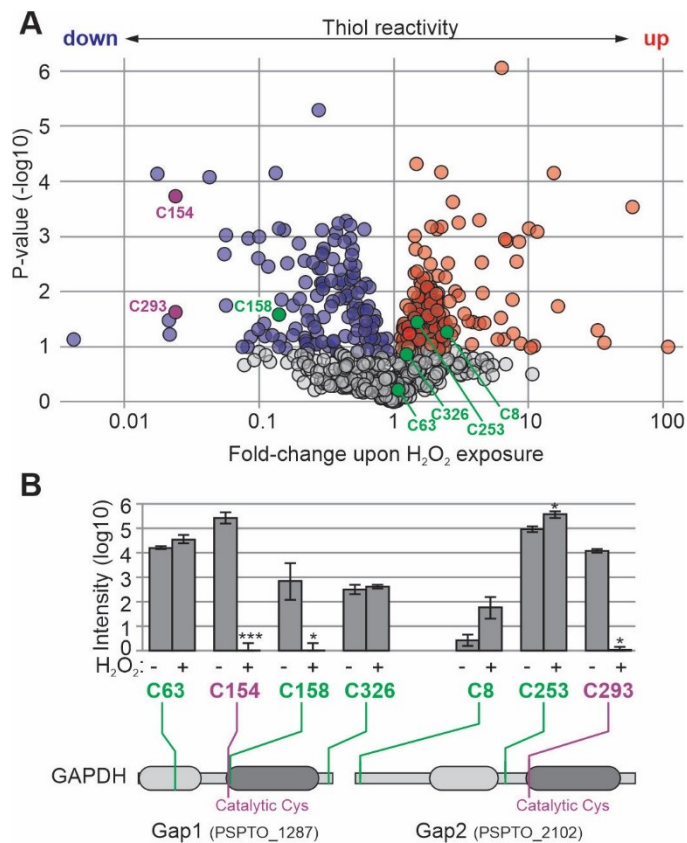 A
Thiol reactivity
down
up
P-value (-log10)
6
5
4
3
2
1
0
C154
C293
C158
C326
C8
C63
C253
0.01
0.1
1
10
100
Fold-change upon H₂O₂ exposure
B
Intensity (log10)
6
5
4
3
2
1
0
*** * * *
H₂O₂: - + - + - + - + - + - + - +
C63 C154 C158 C326 C8 C253 C293
GAPDH
Catalytic Cys Catalytic Cys
Gap1 (PSPTO_1287) Gap2 (PSPTO_2102)